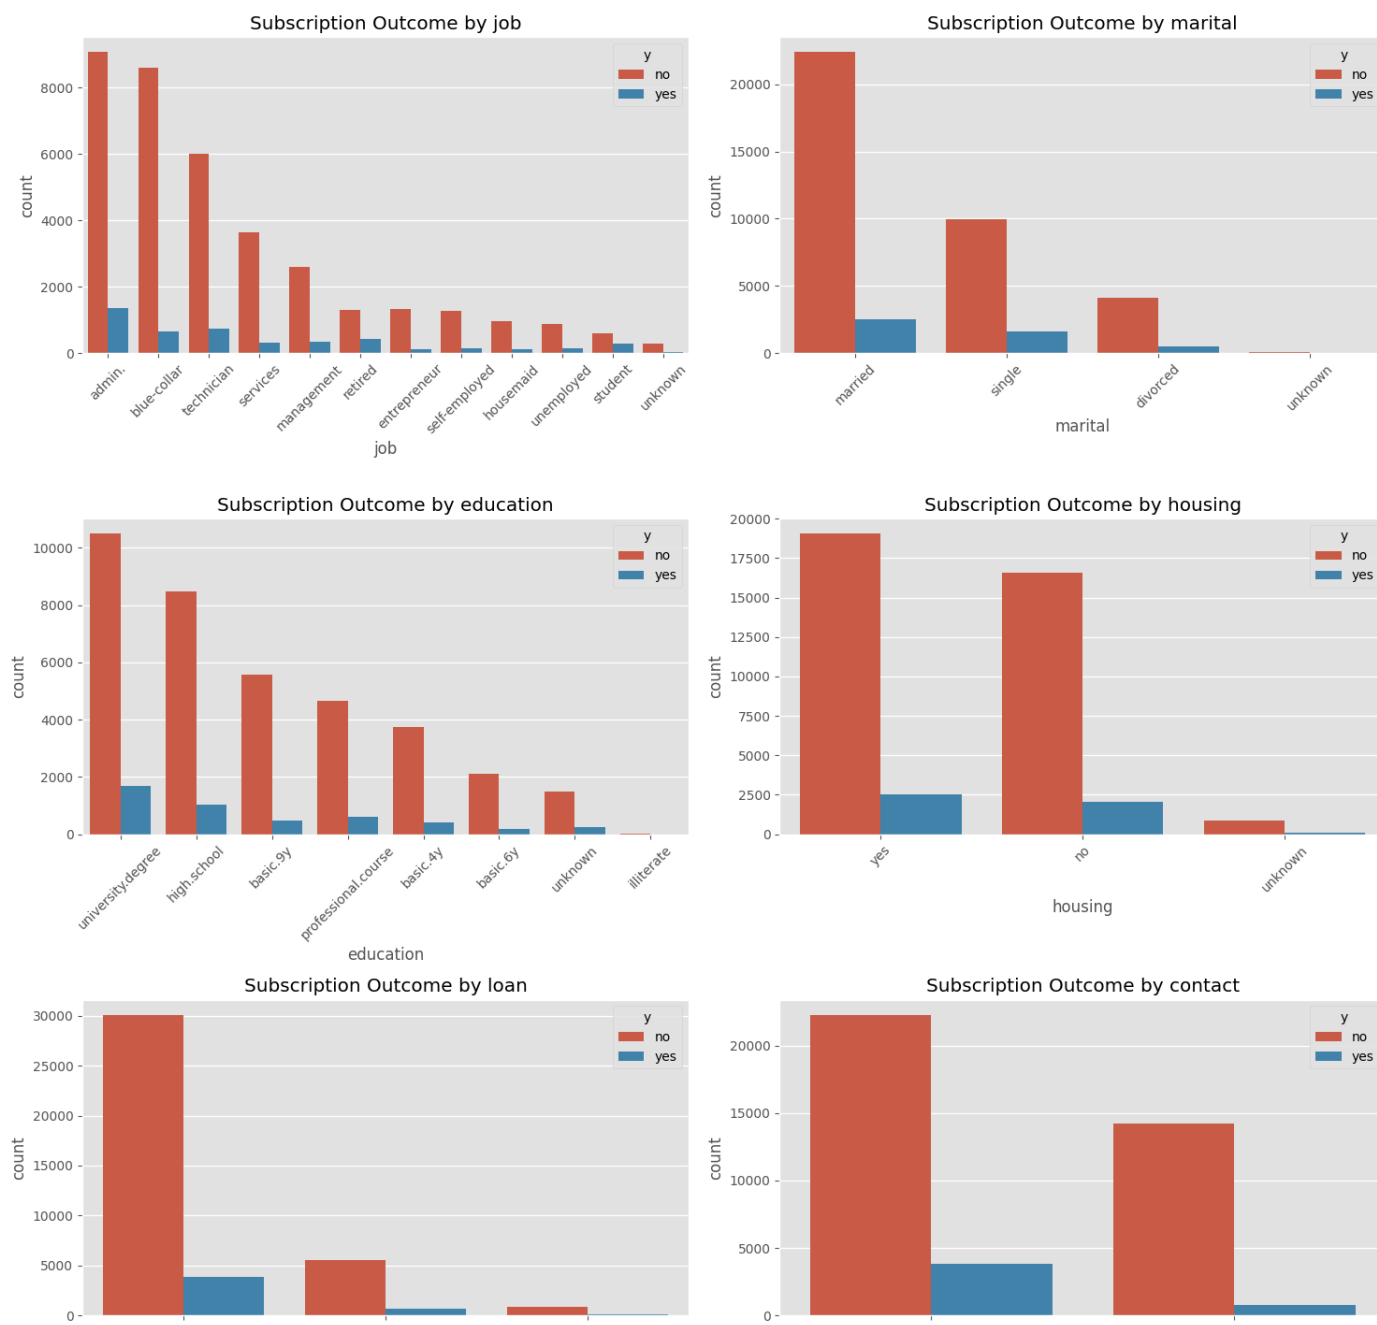 Subscription Outcome by job
y
no
yes
8000
6000
4000
2000
0
count
admin.
blue-collar
technician
services
management
retired
entrepreneur
self-employed
housemaid
unemployed
student
unknown
job
Subscription Outcome by marital
y
no
yes
20000
15000
10000
5000
0
count
married
single
divorced
unknown
marital
Subscription Outcome by education
y
no
yes
10000
8000
6000
4000
2000
0
count
university.degree
high.school
basic.9y
professional.course
basic.4y
basic.6y
unknown
illiterate
education
Subscription Outcome by housing
y
no
yes
20000
17500
15000
12500
10000
7500
5000
2500
0
count
yes
no
unknown
housing
Subscription Outcome by loan
y
no
yes
30000
25000
20000
15000
10000
5000
0
count
Subscription Outcome by contact
y
no
yes
20000
15000
10000
5000
0
count